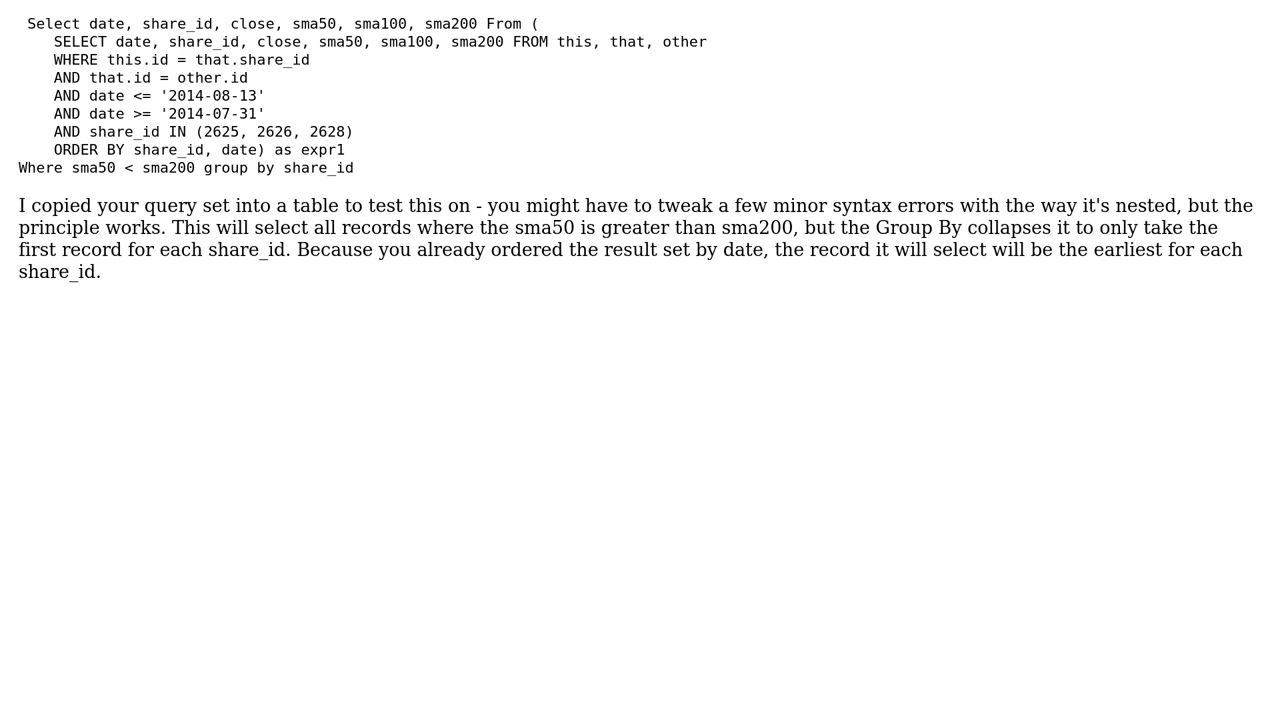 Select date, share_id, close, sma50, sma100, sma200 From (
SELECT date, share_id, close, sma50, sma100, sma200 FROM this, that, other
WHERE this.id = that.share_id
AND that.id = other.id
AND date <= '2014-08-13'
AND date >= '2014-07-31'
AND share_id IN (2625, 2626, 2628)
ORDER BY share_id, date) as expr1
Where sma50 < sma200 group by share_id
I copied your query set into a table to test this on - you might have to tweak a few minor syntax errors with the way it's nested, but the
principle works. This will select all records where the sma50 is greater than sma200, but the Group By collapses it to only take the
first record for each share_id. Because you already ordered the result set by date, the record it will select will be the earliest for each
share_id.